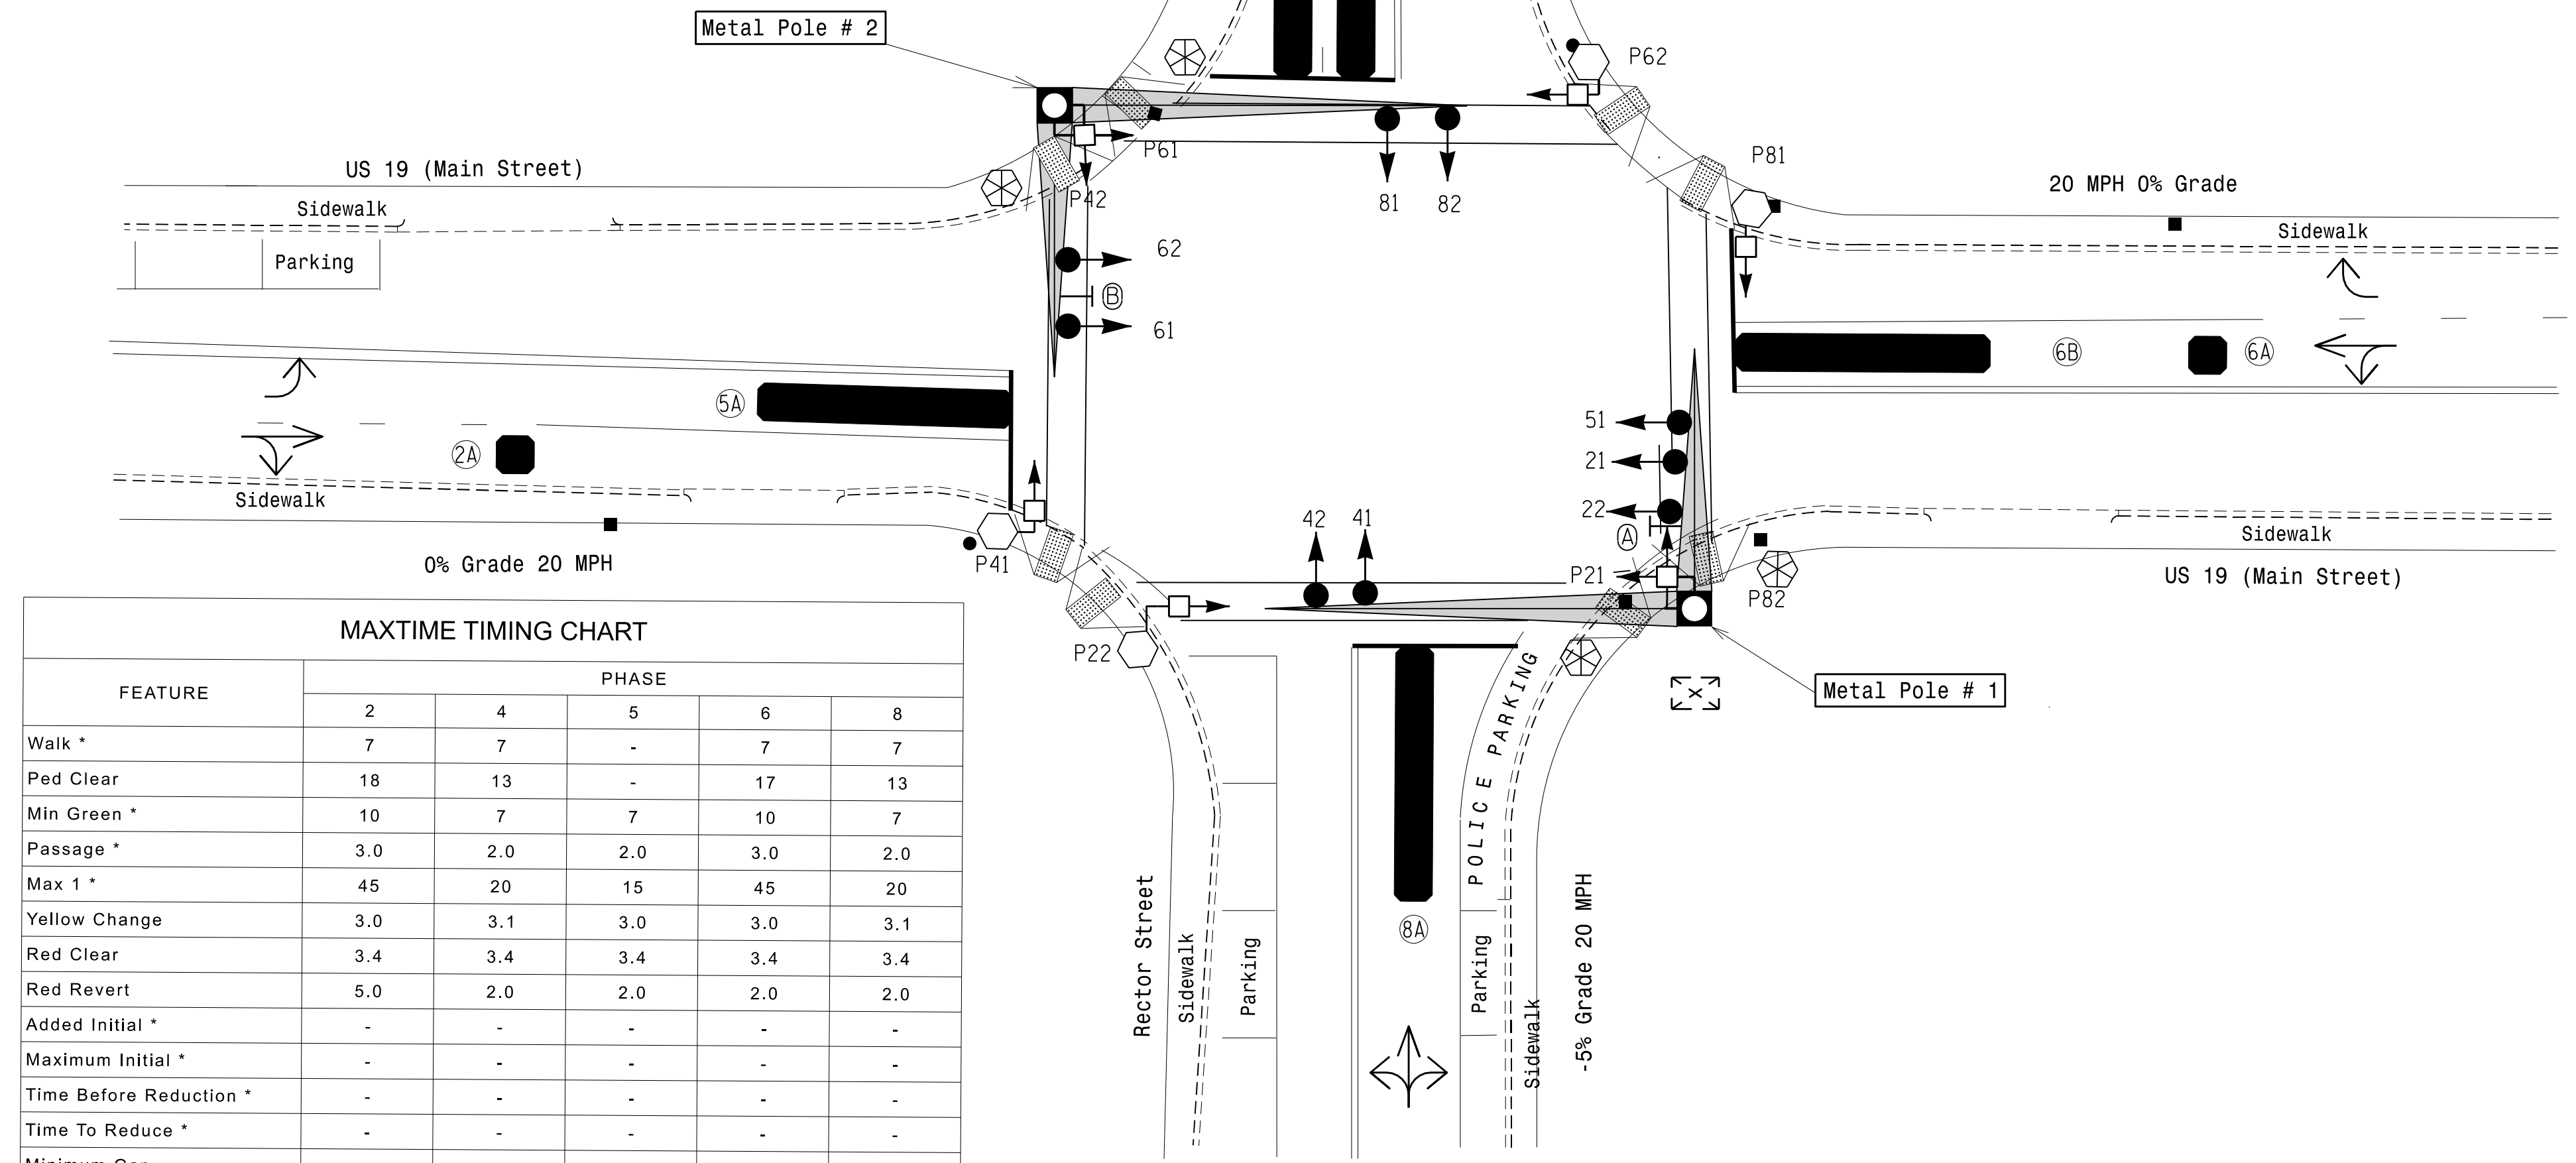 Metal Pole # 2
P62
P61
P81
US 19 (Main Street)
P42
81
82
20 MPH 0% Grade
Sidewalk
Sidewalk
Parking
62
B
61
6B
6A
5A
51
2A
21
Sidewalk
22
42
41
A
Sidewalk
P41
0% Grade 20 MPH
P21
P82
US 19 (Main Street)
P22
Metal Pole # 1
X
POLICE PARKING
Rector Street
Sidewalk
Parking
8A
Parking
Sidewalk
-5% Grade 20 MPH
MAXTIME TIMING CHART
FEATURE PHASE
2 4 5 6 8
Walk * 7 7 - 7 7
Ped Clear 18 13 - 17 13
Min Green * 10 7 7 10 7
Passage * 3.0 2.0 2.0 3.0 2.0
Max 1 * 45 20 15 45 20
Yellow Change 3.0 3.1 3.0 3.0 3.1
Red Clear 3.4 3.4 3.4 3.4 3.4
Red Revert 5.0 2.0 2.0 2.0 2.0
Added Initial * - - - - -
Maximum Initial * - - - - -
Time Before Reduction * - - - - -
Time To Reduce * - - - - -